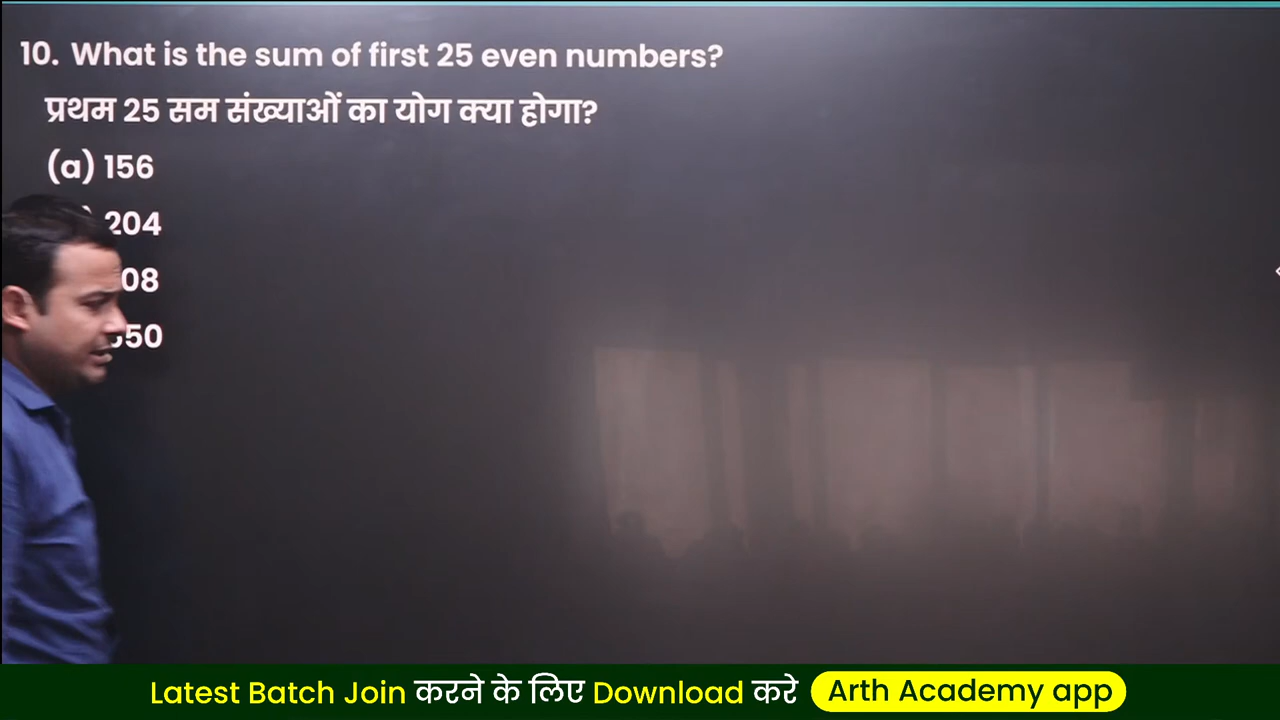 10. What is the sum of first 25 even numbers?
प्रथम 25 सम संख्याओं का योग क्या होगा?
(a) 156
204
08
50
Latest Batch Join करने के लिए Download करे Arth Academy app